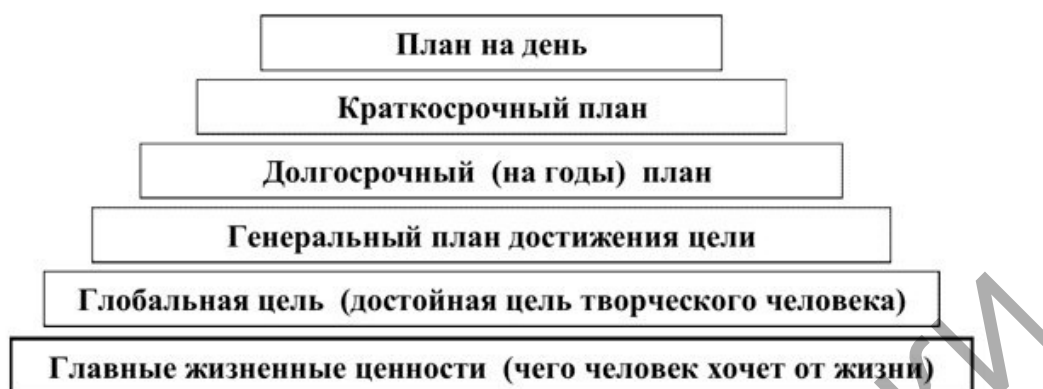 План на день
Краткосрочный план
Долгосрочный (на годы) план
Генеральный план достижения цели
Глобальная цель (достойная цель творческого человека)
Главные жизненные ценности (чего человек хочет от жизни)